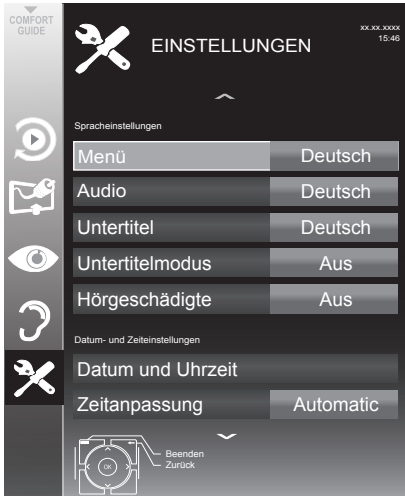 COMFORT
GUIDE
EINSTELLUNGEN
xx.xx.xxxx
15:46
Spracheinstellungen
Menü Deutsch
Audio Deutsch
Untertitel Deutsch
Untertitelmodus Aus
Hörgeschädigte Aus
Datum- und Zeiteinstellungen
Datum und Uhrzeit
Zeitanpassung Automatic
OK
Beenden
Zurück